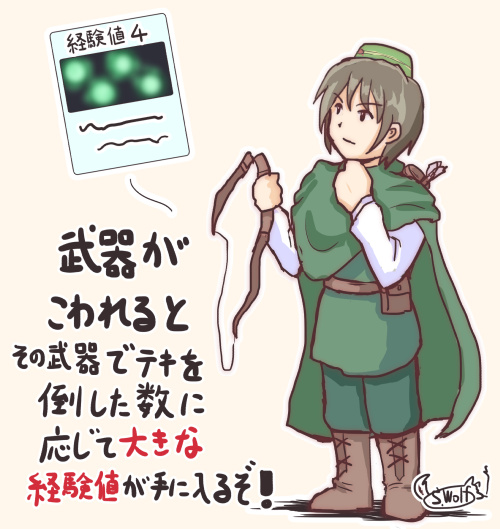 経験値4
武器が
こわれると
その武器でテキを
倒した数に
応じて大きな
経験値が手に入るぞ!
S.Wolf's.